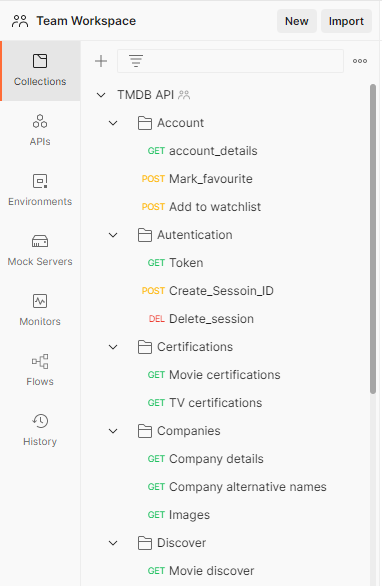 Team Workspace
New
Import
Collections
APIs
Environments
Mock Servers
Monitors
Flows
History
TMDB API
Account
GET account_details
POST Mark_favourite
POST Add to watchlist
Autentication
GET Token
POST Create_Sessoin_ID
DEL Delete_session
Certifications
GET Movie certifications
GET TV certifications
Companies
GET Company details
GET Company alternative names
GET Images
Discover
GET Movie discover